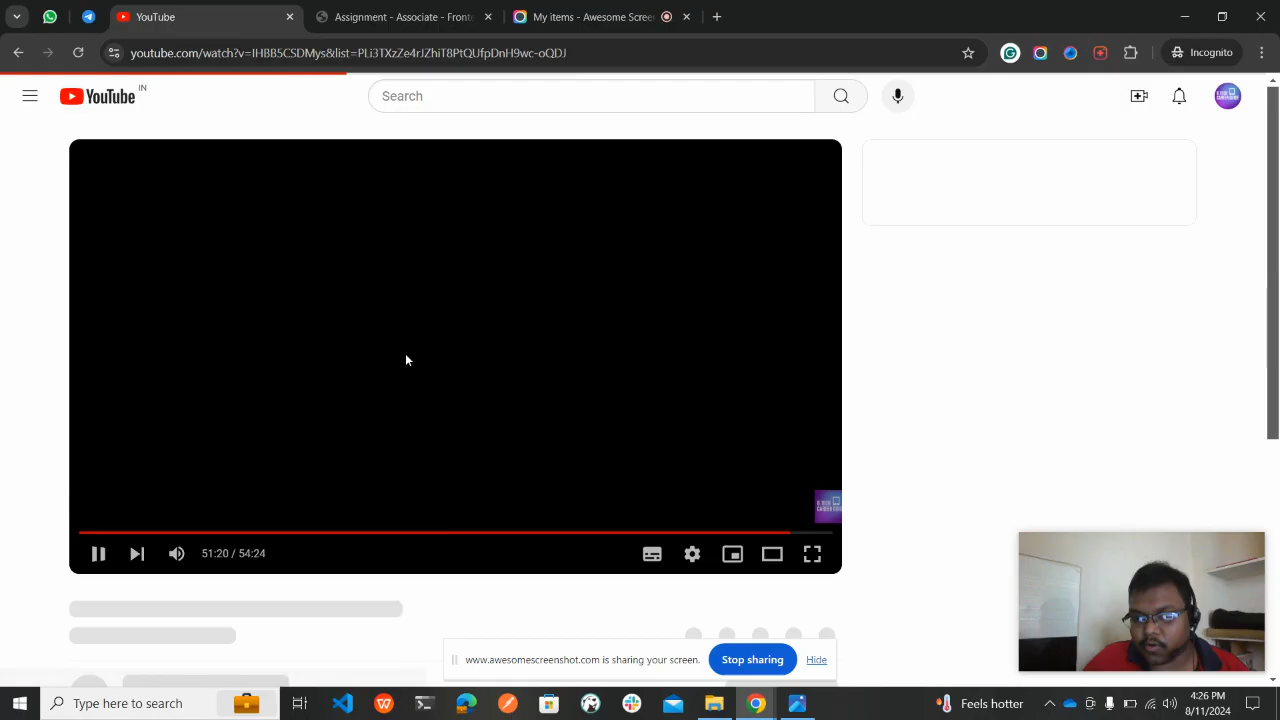 YouTube
Assignment - Associate - Fronte
My items - Awesome Screen
youtube.com/watch?v=IHBB5CSDMys&list=PLi3TXzZe4rJZhiT8PtQUfpDnH9wc-oQDJ
Incognito
YouTube
IN
Search
51:20 / 54:24
www.awesomescreenshot.com is sharing your screen.
Stop sharing
Hide
Type here to search
Feels hotter
4:26 PM
8/11/2024